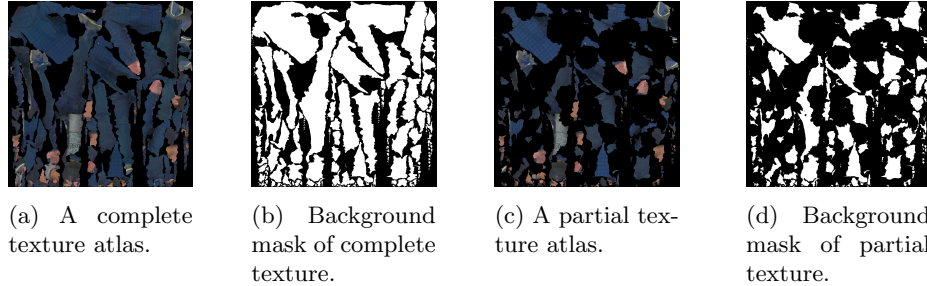 (a) A complete
texture atlas.
(b) Background
mask of complete
texture.
(c) A partial tex-
ture atlas.
(d) Background
mask of partial
texture.